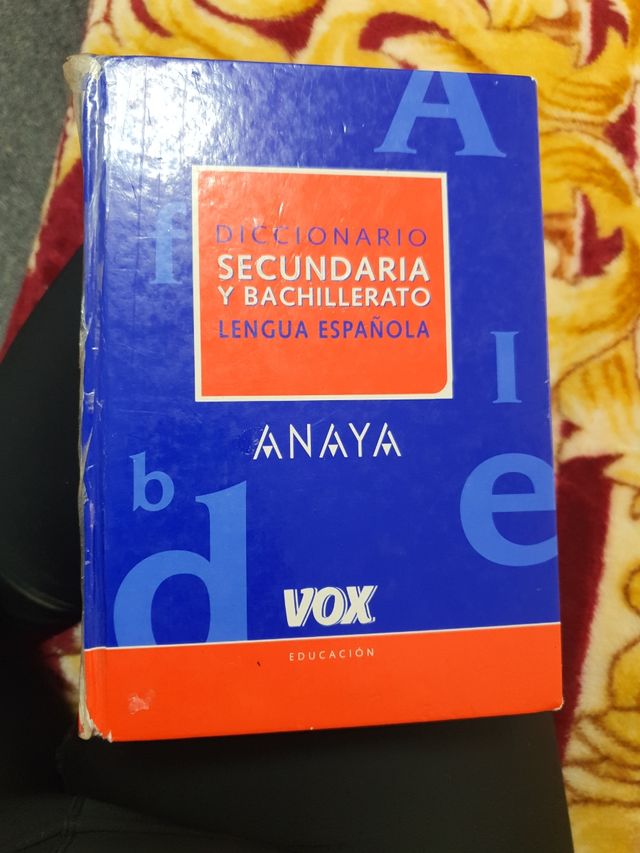 A
f
DICCIONARIO
SECUNDARIA
Y BACHILLERATO
LENGUA ESPAÑOLA
l
ANAYA
b
e
d
VOX
EDUCACIÓN